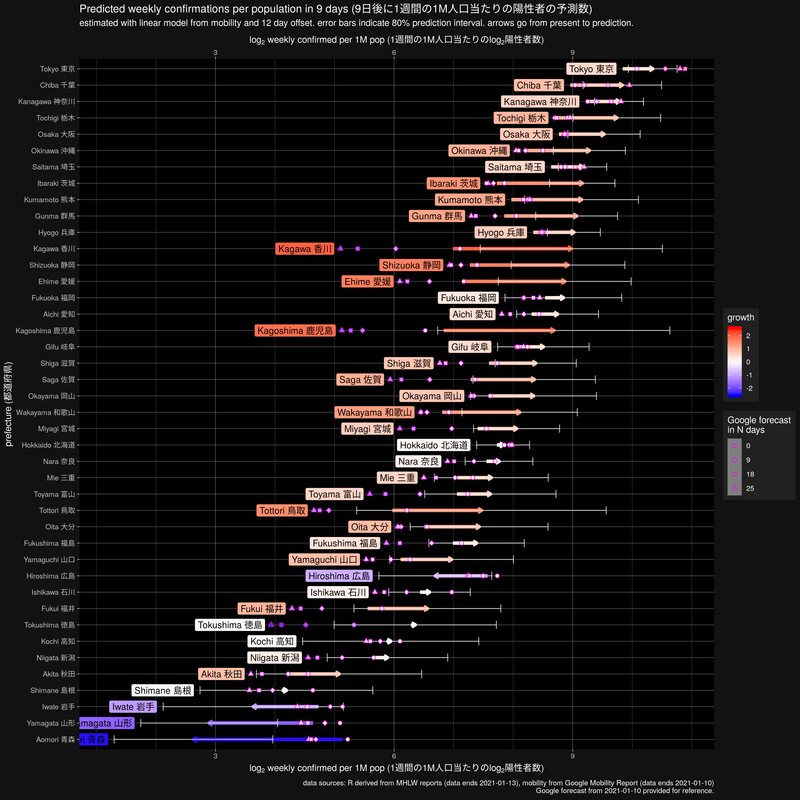 Predicted weekly confirmations per population in 9 days (9日後に1週間の1M人口当たりの陽性者の予測数)
estimated with linear model from mobility and 12 day offset. error bars indicate 80% prediction interval. arrows go from present to prediction.
log2 weekly confirmed per 1M pop (1週間の1M人口当たりのlog2陽性者数)
3 6 9
Tokyo 東京 Tokyo 東京
Chiba 千葉 Chiba 千葉
Kanagawa 神奈川 Kanagawa 神奈川
Tochigi 栃木 Tochigi 栃木
Osaka 大阪 Osaka 大阪
Okinawa 沖縄 Okinawa 沖縄
Saitama 埼玉 Saitama 埼玉
Ibaraki 茨城 Ibaraki 茨城
Kumamoto 熊本 Kumamoto 熊本
Gunma 群馬 Gunma 群馬
Hyogo 兵庫 Hyogo 兵庫
Kagawa 香川 Kagawa 香川
Shizuoka 静岡 Shizuoka 静岡
Ehime 愛媛 Ehime 愛媛
Fukuoka 福岡 Fukuoka 福岡
Aichi 愛知 Aichi 愛知
Kagoshima 鹿児島 Kagoshima 鹿児島
Gifu 岐阜 Gifu 岐阜
Shiga 滋賀 Shiga 滋賀
Saga 佐賀 Saga 佐賀
Okayama 岡山 Okayama 岡山
Wakayama 和歌山 Wakayama 和歌山
Miyagi 宮城 Miyagi 宮城
Hokkaido 北海道 Hokkaido 北海道
Nara 奈良 Nara 奈良
Mie 三重 Mie 三重
Toyama 富山 Toyama 富山
Tottori 鳥取 Tottori 鳥取
Oita 大分 Oita 大分
Fukushima 福島 Fukushima 福島
Yamaguchi 山口 Yamaguchi 山口
Hiroshima 広島 Hiroshima 広島
Ishikawa 石川 Ishikawa 石川
Fukui 福井 Fukui 福井
Tokushima 徳島 Tokushima 徳島
Kochi 高知 Kochi 高知
Niigata 新潟 Niigata 新潟
Akita 秋田 Akita 秋田
Shimane 島根 Shimane 島根
Iwate 岩手 Iwate 岩手
Yamagata 山形 magata 山形
Aomori 青森 i 青森
prefecture (都道府県)
3 6 9
log2 weekly confirmed per 1M pop (1週間の1M人口当たりのlog2陽性者数)
growth
2
1
0
-1
-2
Google forecast
in N days
0
9
18
25
data sources: R derived from MHLW reports (data ends 2021-01-13), mobility from Google Mobility Report (data ends 2021-01-10)
Google forecast from 2021-01-10 provided for reference.